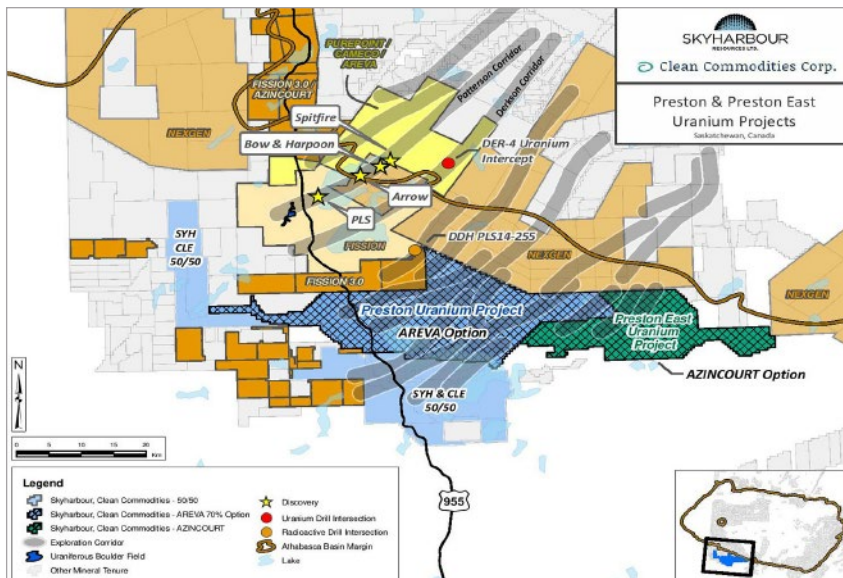 SKYHARBOUR
RESOURCES LTD.
Clean Commodities Corp.
Preston & Preston East
Uranium Projects
Saskatchewan, Canada
PUREPOINT /
CAMECO /
AREVA
Patterson Corridor
Derkson Corridor
FISSION 3.0 /
AZINCOURT
NEXGEN
Spitfire
Bow & Harpoon
DER-4 Uranium
Intercept
Arrow
PLS
SYH
CLE
50/50
FISSION
DDH PLS14-255
NEXGEN
FISSION 3.0
NEXGEN
Preston Uranium Project
AREVA Option
Preston East
Uranium
Project
AZINCOURT Option
SYH & CLE
50/50
N
0
5
10
20
Km
955
Legend
Skyharbour, Clean Commodities - 50/50
Skyharbour, Clean Commodities - AREVA 70% Option
Skyharbour, Clean Commodities - AZINCOURT
Exploration Corridor
Uraniferous Boulder Field
Other Mineral Tenure
Discovery
Uranium Drill Intersection
Radioactive Drill Intersection
Athabasca Basin Margin
Lake